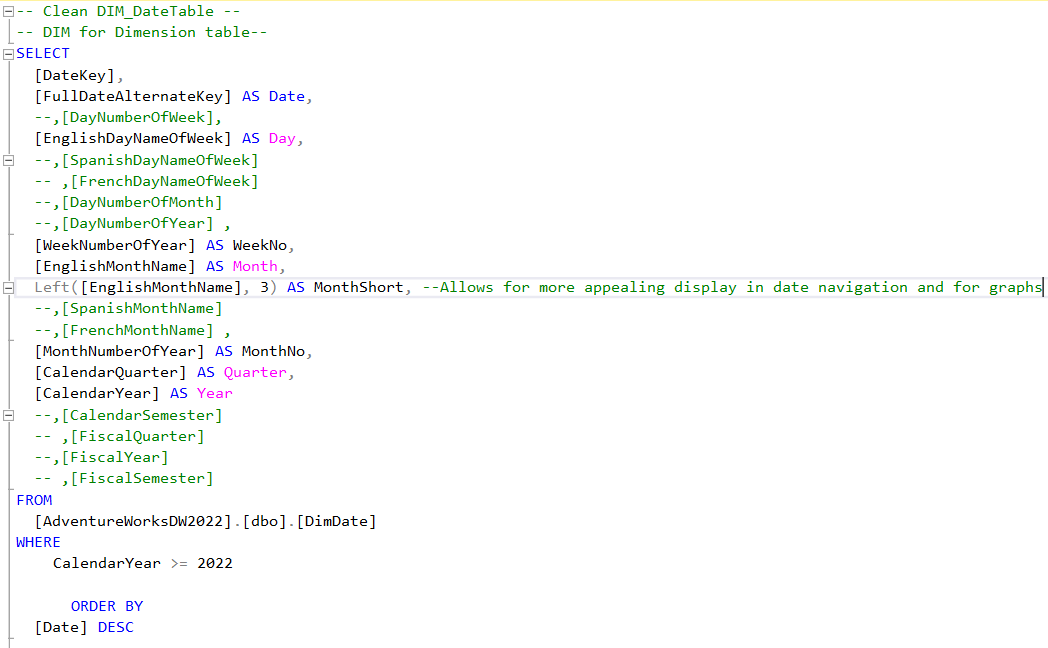 -- Clean DIM_DateTable --
-- DIM for Dimension table--
SELECT
[DateKey],
[FullDateAlternateKey] AS Date,
--,[DayNumberOfWeek],
[EnglishDayNameOfWeek] AS Day,
--,[SpanishDayNameOfWeek]
-- ,[FrenchDayNameOfWeek]
--,[DayNumberOfMonth]
--,[DayNumberOfYear] ,
[WeekNumberOfYear] AS WeekNo,
[EnglishMonthName] AS Month,
Left([EnglishMonthName], 3) AS MonthShort, --Allows for more appealing display in date navigation and for graphs
--,[SpanishMonthName]
--,[FrenchMonthName] ,
[MonthNumberOfYear] AS MonthNo,
[CalendarQuarter] AS Quarter,
[CalendarYear] AS Year
--,[CalendarSemester]
-- ,[FiscalQuarter]
--,[FiscalYear]
-- ,[FiscalSemester]
FROM
[AdventureWorksDW2022].[dbo].[DimDate]
WHERE
CalendarYear >= 2022
ORDER BY
[Date] DESC